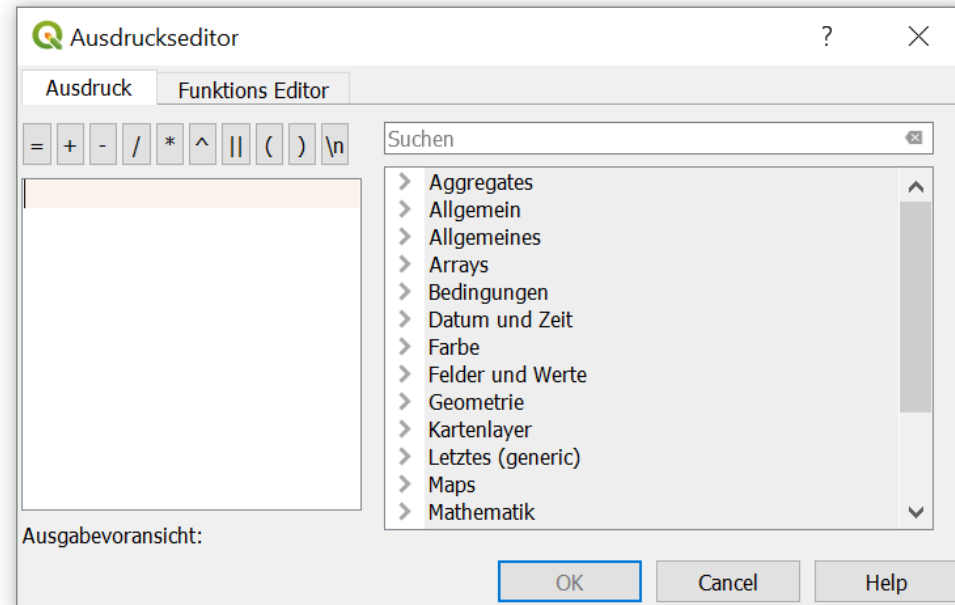 Ausdruckseditor ?
Ausdruck Funktions Editor
= + - / * ^ || ( ) \n
Suchen
Aggregates
Allgemein
Allgemeines
Arrays
Bedingungen
Datum und Zeit
Farbe
Felder und Werte
Geometrie
Kartenlayer
Letztes (generic)
Maps
Mathematik
Ausgabevoransicht:
OK Cancel Help